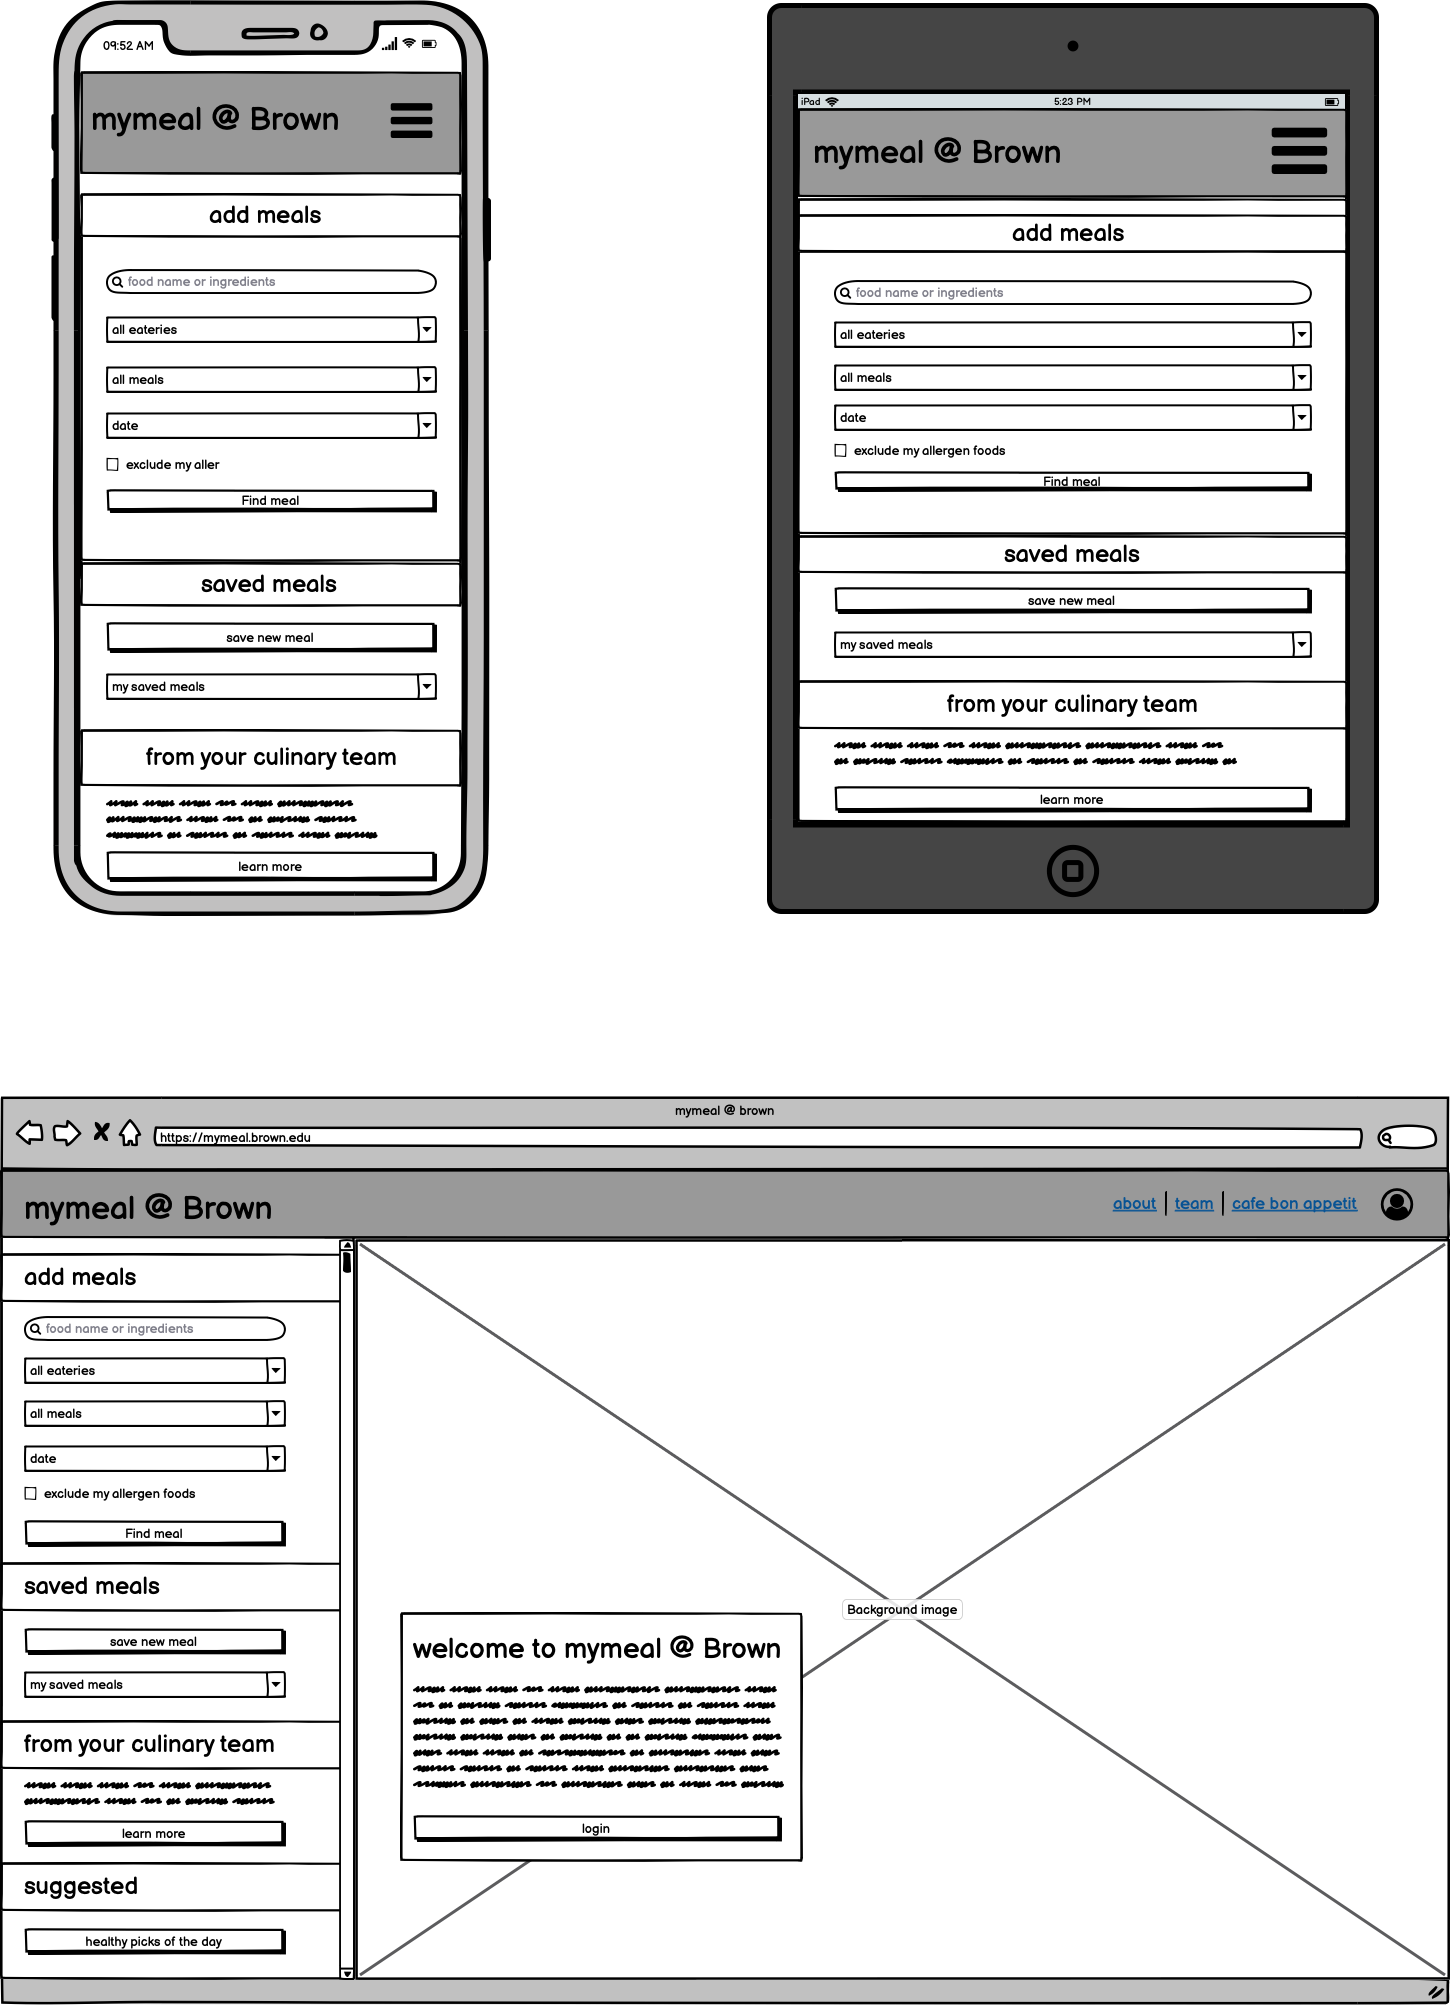 09:52 AM
mymeal @ Brown
add meals
food name or ingredients
all eateries
all meals
date
exclude my aller
Find meal
saved meals
save new meal
my saved meals
from your culinary team
learn more
iPad
5:23 PM
mymeal @ Brown
add meals
food name or ingredients
all eateries
all meals
date
exclude my allergen foods
Find meal
saved meals
save new meal
my saved meals
from your culinary team
learn more
mymeal @ brown
https://mymeal.brown.edu
mymeal @ Brown
about | team | cafe bon appetit
add meals
food name or ingredients
all eateries
all meals
date
exclude my allergen foods
Find meal
saved meals
save new meal
my saved meals
from your culinary team
learn more
suggested
healthy picks of the day
Background image
welcome to mymeal @ Brown
login